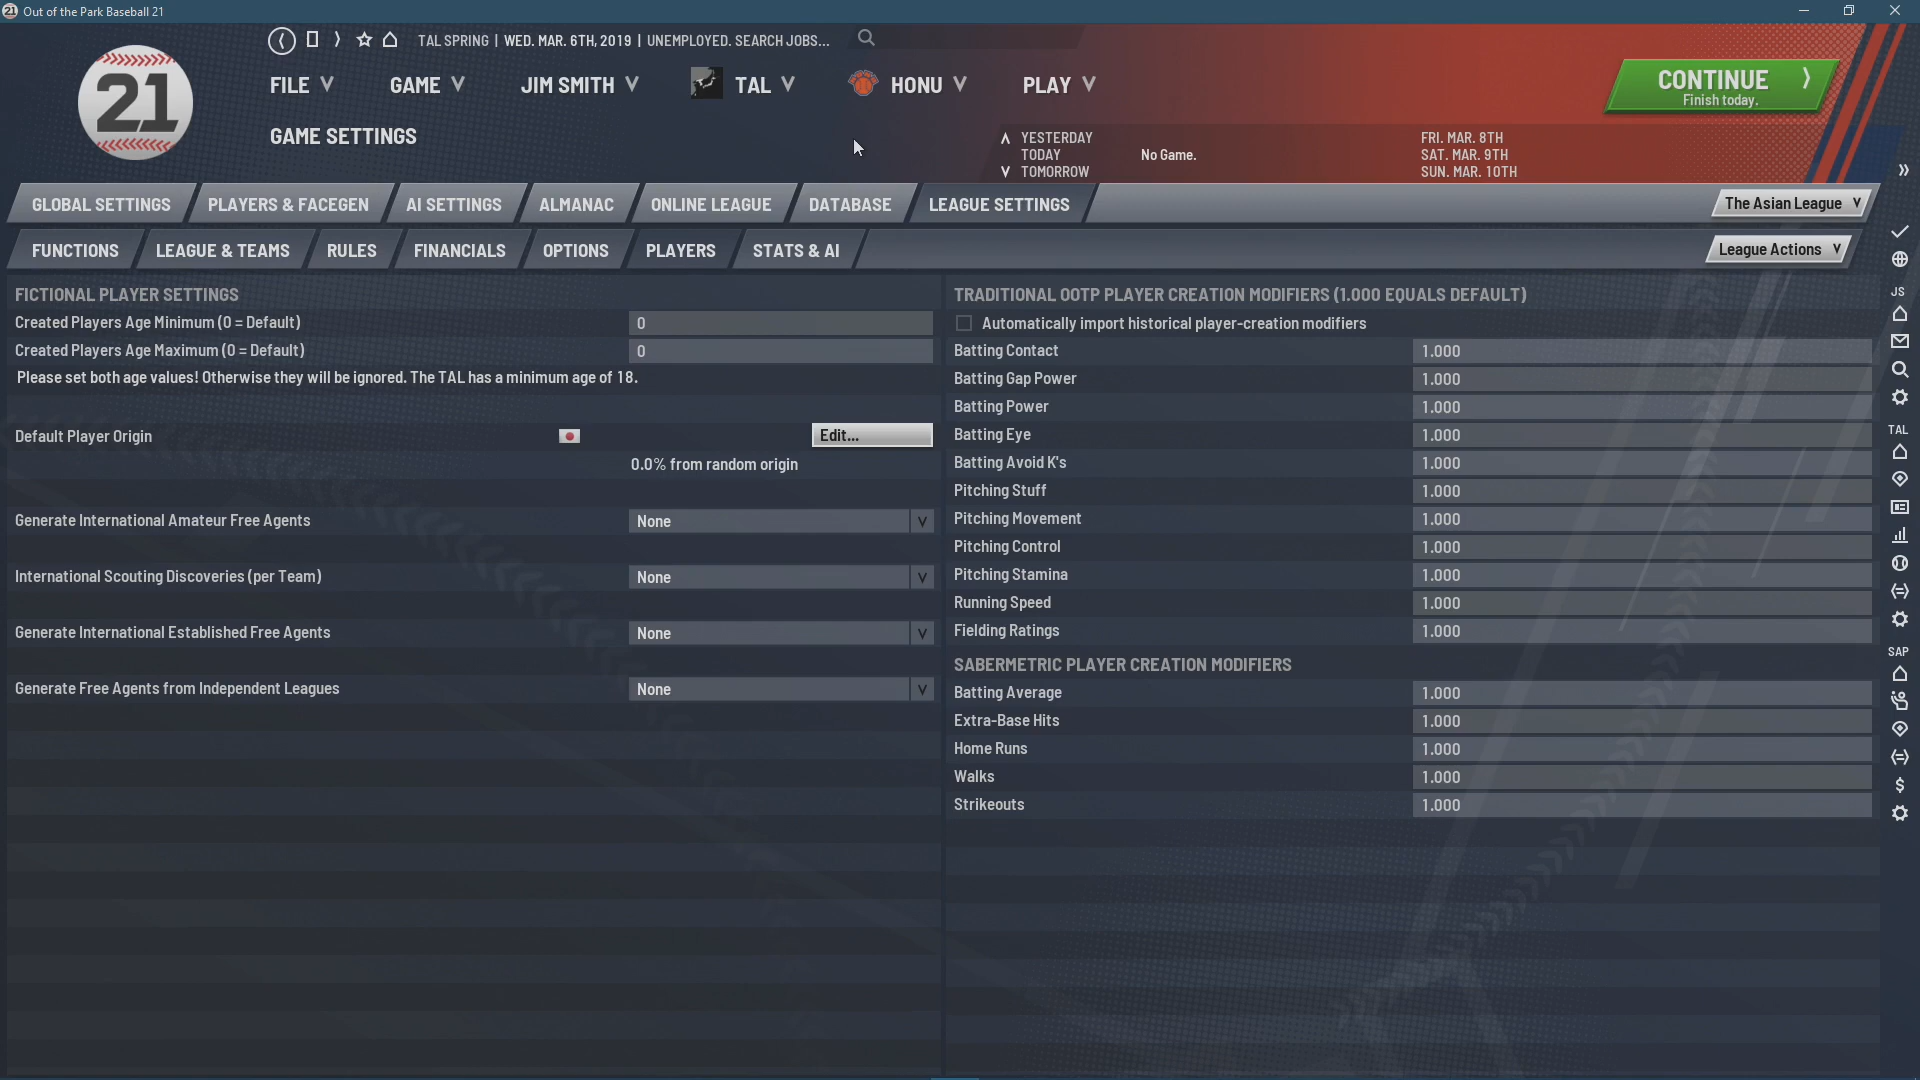 Out of the Park Baseball 21
TAL SPRING | WED. MAR. 6TH, 2019 | UNEMPLOYED. SEARCH JOBS...
21
FILE GAME JIM SMITH TAL HONU PLAY
CONTINUE
Finish today.
GAME SETTINGS
YESTERDAY
TODAY No Game.
TOMORROW
FRI. MAR. 8TH
SAT. MAR. 9TH
SUN. MAR. 10TH
GLOBAL SETTINGS PLAYERS & FACEGEN AI SETTINGS ALMANAC ONLINE LEAGUE DATABASE LEAGUE SETTINGS The Asian League
FUNCTIONS LEAGUE & TEAMS RULES FINANCIALS OPTIONS PLAYERS STATS & AI League Actions
FICTIONAL PLAYER SETTINGS
Created Players Age Minimum (0 = Default) 0
Created Players Age Maximum (0 = Default) 0
Please set both age values! Otherwise they will be ignored. The TAL has a minimum age of 18.
Default Player Origin Edit...
0.0% from random origin
Generate International Amateur Free Agents None
International Scouting Discoveries (per Team) None
Generate International Established Free Agents None
Generate Free Agents from Independent Leagues None
TRADITIONAL OOTP PLAYER CREATION MODIFIERS (1.000 EQUALS DEFAULT)
Automatically import historical player-creation modifiers
Batting Contact 1.000
Batting Gap Power 1.000
Batting Power 1.000
Batting Eye 1.000
Batting Avoid K's 1.000
Pitching Stuff 1.000
Pitching Movement 1.000
Pitching Control 1.000
Pitching Stamina 1.000
Running Speed 1.000
Fielding Ratings 1.000
SABERMETRIC PLAYER CREATION MODIFIERS
Batting Average 1.000
Extra-Base Hits 1.000
Home Runs 1.000
Walks 1.000
Strikeouts 1.000
JS
TAL
SAP
$